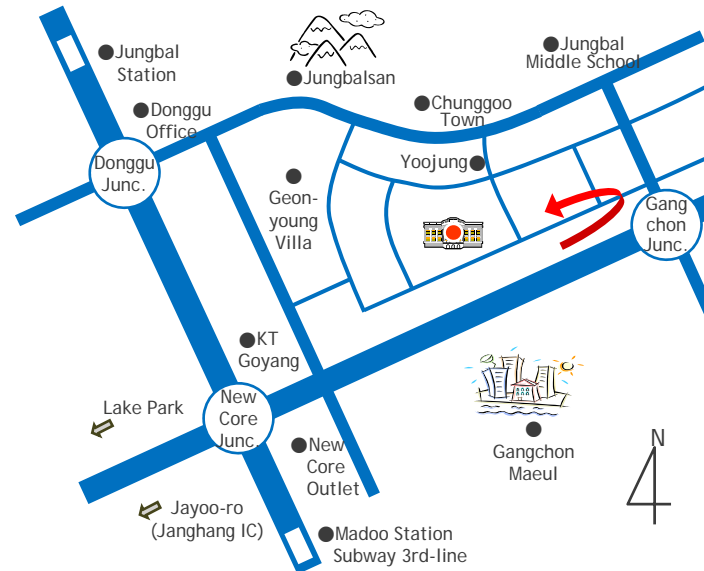 Jungbal
Station
Jungbalsan
Jungbal
Middle School
Donggu
Office
Chunggoo
Town
Donggu
Junc.
Yoojung
Geon-
young
Villa
Gang
chon
Junc.
KT
Goyang
New
Core
Junc.
Lake Park
New
Core
Outlet
Gangchon
Maeul
N
Jayoo-ro
(Janghang IC)
Madoo Station
Subway 3rd-line